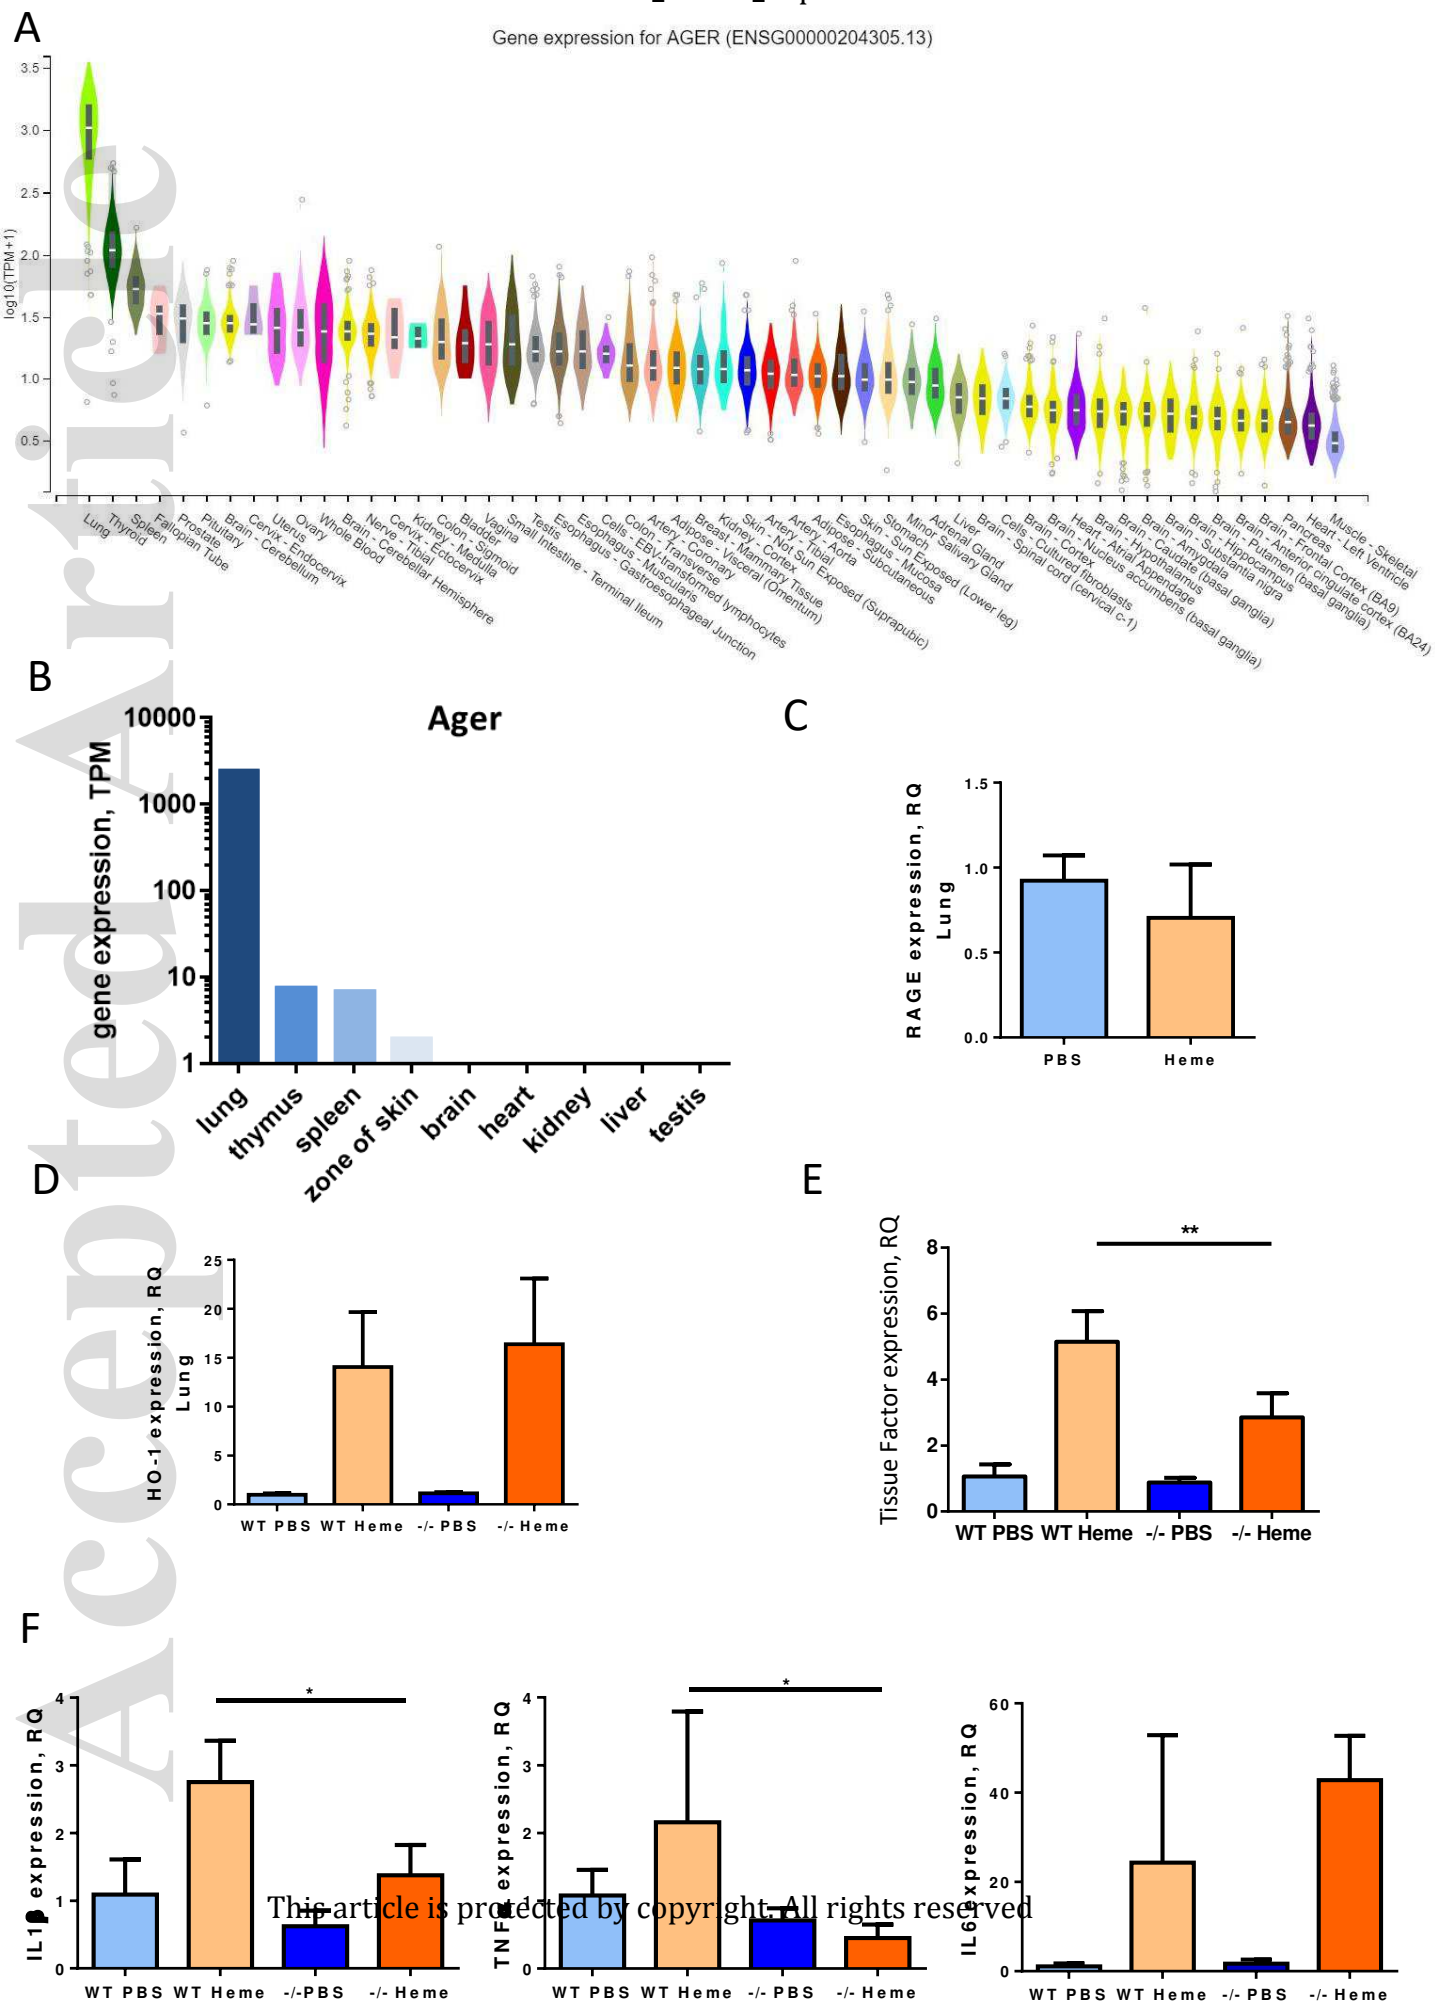 A
Gene expression for AGER (ENSG00000204305.13)
log10(TPM+1)
3.5
3.0
2.5
2.0
1.5
1.0
0.5
Lung
Thyroid
Spleen
Fallopian Tube
Prostate
Pituitary
Brain - Cerebellum
Cervix - Endocervix
Uterus
Ovary
Whole Blood
Brain - Cerebellar Hemisphere
Nerve - Tibial
Cervix - Ectocervix
Kidney - Medulla
Colon - Sigmoid
Bladder
Vagina
Small Intestine - Terminal Ileum
Testis
Esophagus - Gastroesophageal Junction
Esophagus - Muscularis
Cells - EBV-transformed lymphocytes
Colon - Transverse
Artery - Coronary
Adipose - Visceral (Omentum)
Breast - Mammary Tissue
Kidney - Cortex
Skin - Not Sun Exposed (Suprapubic)
Artery - Tibial
Artery - Aorta
Adipose - Subcutaneous
Esophagus - Mucosa
Skin - Sun Exposed (Lower leg)
Stomach
Minor Salivary Gland
Adrenal Gland
Liver
Brain - Spinal cord (cervical c-1)
Cells - Cultured fibroblasts
Brain - Cortex
Brain - Nucleus accumbens (basal ganglia)
Heart - Atrial Appendage
Brain - Hypothalamus
Brain - Caudate (basal ganglia)
Brain - Amygdala
Brain - Substantia nigra
Brain - Hippocampus
Brain - Putamen (basal ganglia)
Brain - Anterior cingulate cortex (BA24)
Brain - Frontal Cortex (BA9)
Pancreas
Heart - Left Ventricle
Muscle - Skeletal
B
Ager
gene expression, TPM
10000
1000
100
10
1
lung
thymus
spleen
zone of skin
brain
heart
kidney
liver
testis
C
RAGE expression, RQ
Lung
1.5
1.0
0.5
0.0
PBS
Heme
D
HO-1 expression, RQ
Lung
25
20
15
10
5
0
WT PBS WT Heme -/- PBS -/- Heme
E
Tissue Factor expression, RQ
8
6
4
2
0
**
WT PBS WT Heme -/- PBS -/- Heme
F
IL1β expression, RQ
4
3
2
1
0
*
WT PBS WT Heme -/-PBS -/- Heme
TNFα expression, RQ
4
3
2
1
0
*
WT PBS WT Heme -/- PBS -/- Heme
IL6 expression, RQ
60
40
20
0
WT PBS WT Heme -/- PBS -/- Heme
This article is protected by copyright. All rights reserved
Accepted Article